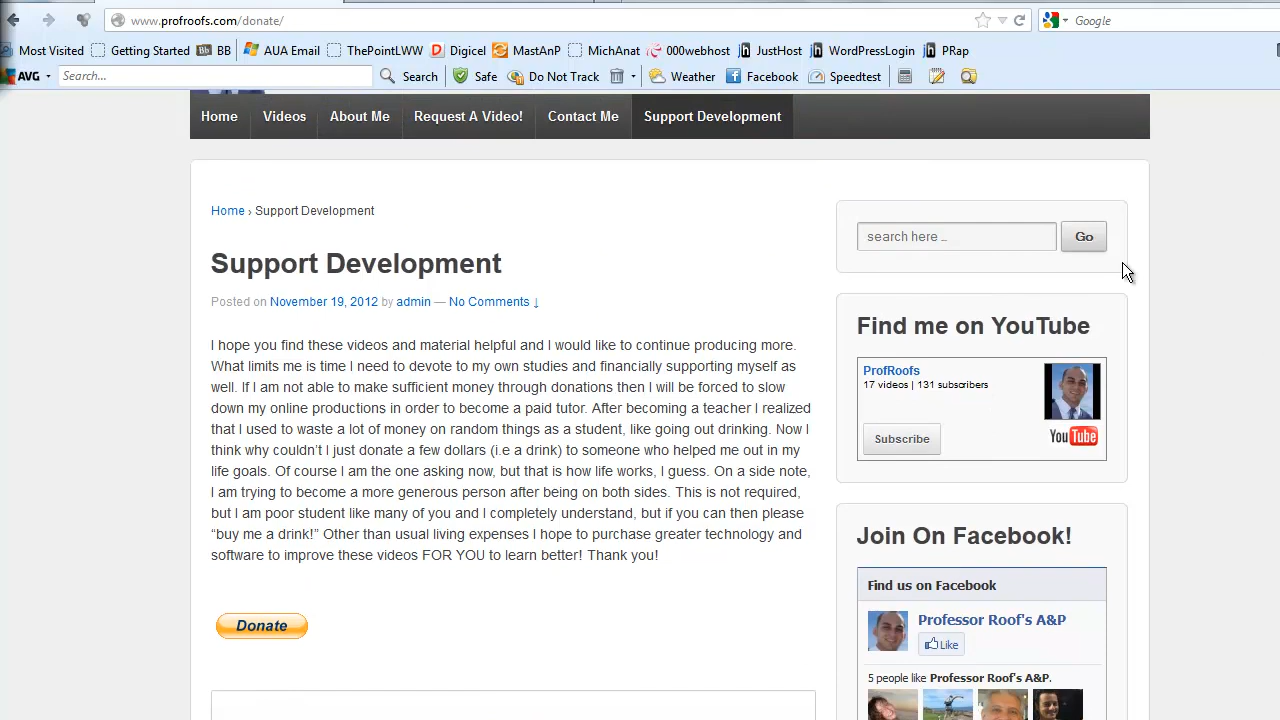 www.profroofs.com/donate/
Google
Most Visited Getting Started BB AUA Email ThePointLWW Digicel MastAnP MichAnat 000webhost JustHost WordPressLogin PRap
AVG Search... Search Safe Do Not Track Weather Facebook Speedtest
Home Videos About Me Request A Video! Contact Me Support Development
Home › Support Development
Support Development
Posted on November 19, 2012 by admin — No Comments ↓
I hope you find these videos and material helpful and I would like to continue producing more.
What limits me is time I need to devote to my own studies and financially supporting myself as
well. If I am not able to make sufficient money through donations then I will be forced to slow
down my online productions in order to become a paid tutor. After becoming a teacher I realized
that I used to waste a lot of money on random things as a student, like going out drinking. Now I
think why couldn't I just donate a few dollars (i.e a drink) to someone who helped me out in my
life goals. Of course I am the one asking now, but that is how life works, I guess. On a side note,
I am trying to become a more generous person after being on both sides. This is not required,
but I am poor student like many of you and I completely understand, but if you can then please
“buy me a drink!” Other than usual living expenses I hope to purchase greater technology and
software to improve these videos FOR YOU to learn better! Thank you!
Donate
search here .. Go
Find me on YouTube
ProfRoofs
17 videos | 131 subscribers
Subscribe
YouTube
Join On Facebook!
Find us on Facebook
Professor Roof's A&P
Like
5 people like Professor Roof's A&P.